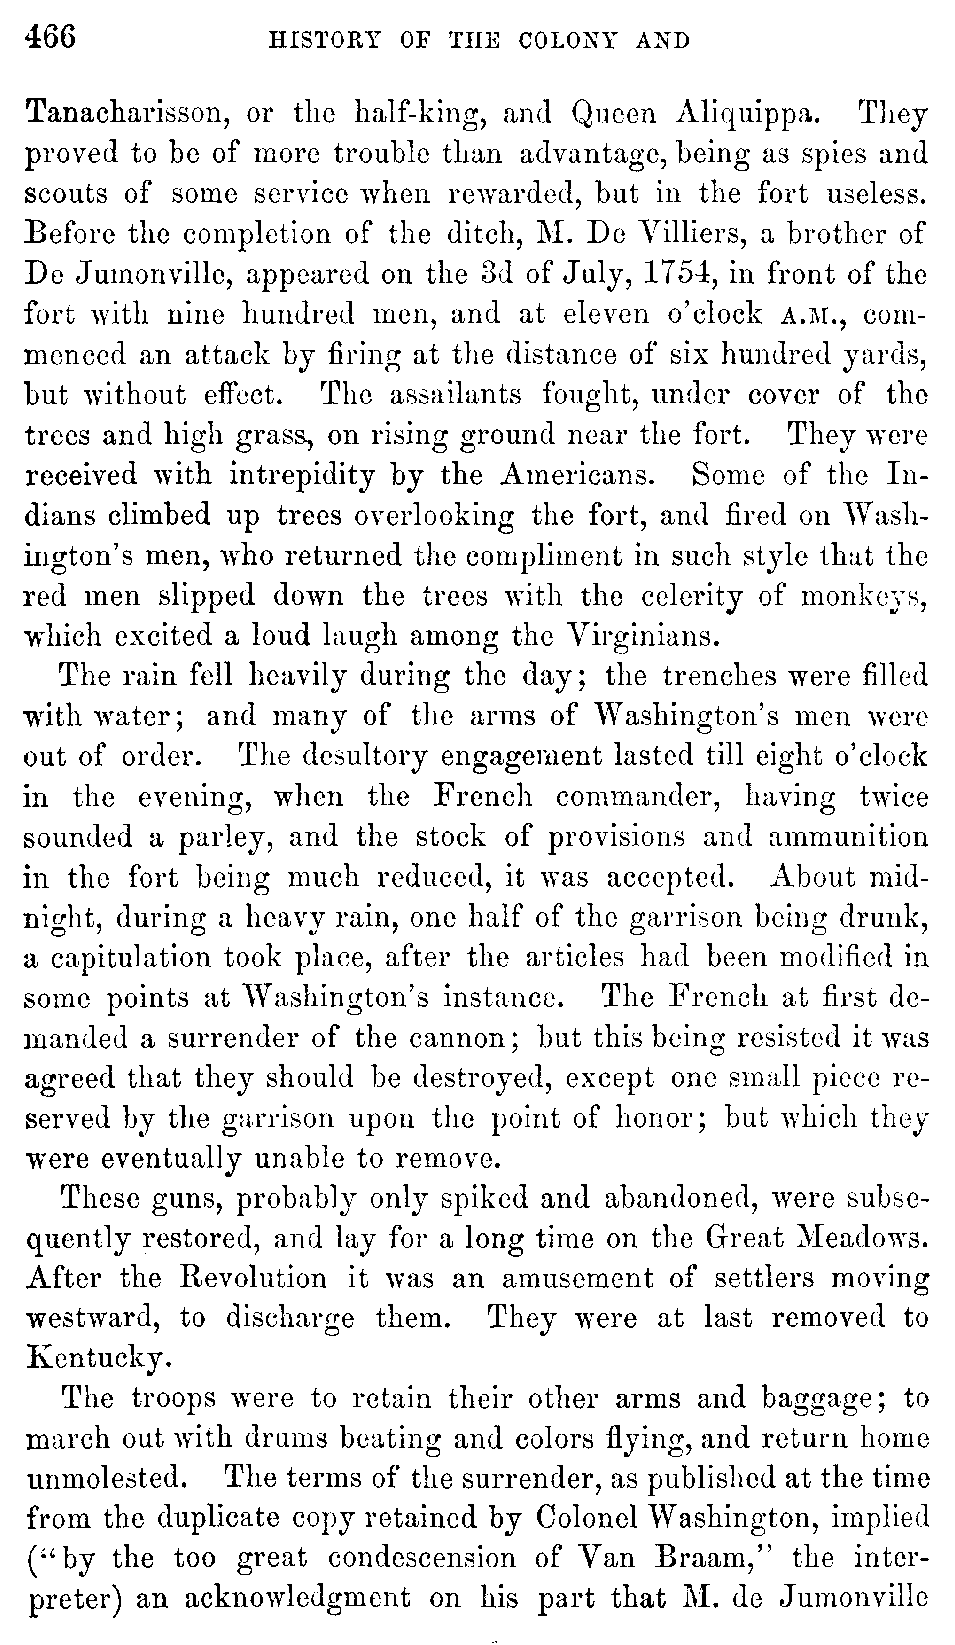 466 HISTORY OF THE COLONY AND
Tanacharisson, or the half-king, and Queen Aliquippa. They
proved to be of more trouble than advantage, being as spies and
scouts of some service when rewarded, but in the fort useless.
Before the completion of the ditch, M. De Villiers, a brother of
De Jumonville, appeared on the 3d of July, 1754, in front of the
fort with nine hundred men, and at eleven o'clock A.M., com-
menced an attack by firing at the distance of six hundred yards,
but without effect. The assailants fought, under cover of the
trees and high grass, on rising ground near the fort. They were
received with intrepidity by the Americans. Some of the In-
dians climbed up trees overlooking the fort, and fired on Wash-
ington's men, who returned the compliment in such style that the
red men slipped down the trees with the celerity of monkeys,
which excited a loud laugh among the Virginians.
The rain fell heavily during the day; the trenches were filled
with water; and many of the arms of Washington's men were
out of order. The desultory engagement lasted till eight o'clock
in the evening, when the French commander, having twice
sounded a parley, and the stock of provisions and ammunition
in the fort being much reduced, it was accepted. About mid-
night, during a heavy rain, one half of the garrison being drunk,
a capitulation took place, after the articles had been modified in
some points at Washington's instance. The French at first de-
manded a surrender of the cannon; but this being resisted it was
agreed that they should be destroyed, except one small piece re-
served by the garrison upon the point of honor; but which they
were eventually unable to remove.
These guns, probably only spiked and abandoned, were subse-
quently restored, and lay for a long time on the Great Meadows.
After the Revolution it was an amusement of settlers moving
westward, to discharge them. They were at last removed to
Kentucky.
The troops were to retain their other arms and baggage; to
march out with drums beating and colors flying, and return home
unmolested. The terms of the surrender, as published at the time
from the duplicate copy retained by Colonel Washington, implied
("by the too great condescension of Van Braam," the inter-
preter) an acknowledgment on his part that M. de Jumonville